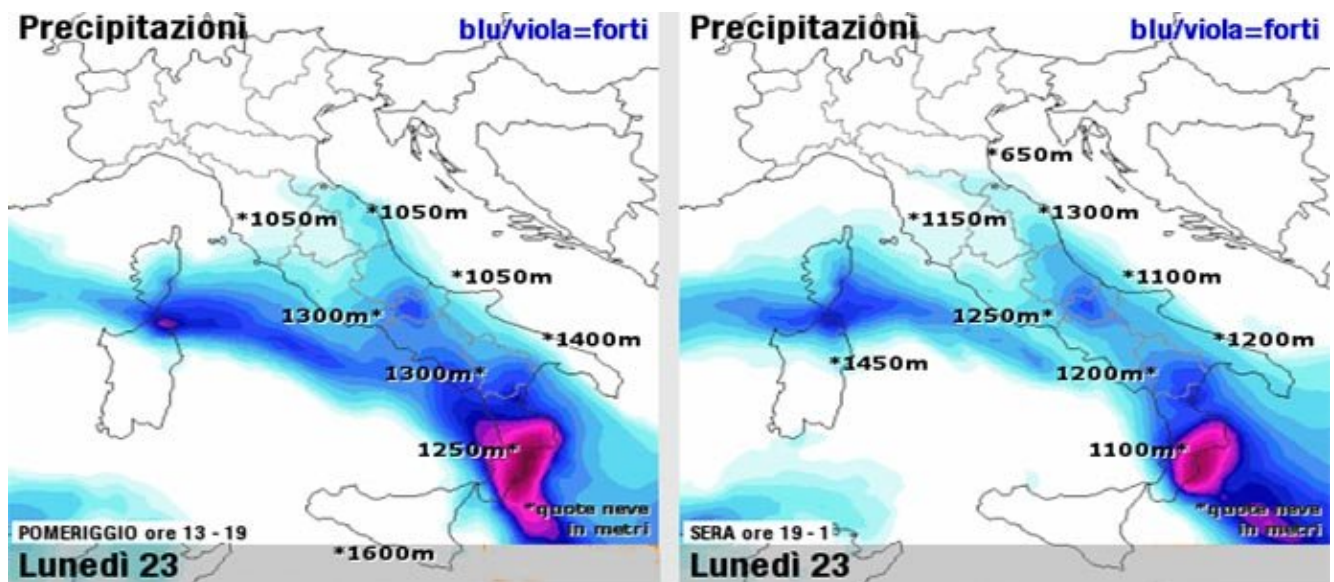 Precipitazioni
blu/viola=forti
*1050m
*1050m
*1050m
1300m*
*1400m
1300m*
1250m*
*quote neve
in metri
POMERIGGIO ore 13 - 19
*1600m
Lunedì 23
Precipitazioni
blu/viola=forti
*650m
*1150m
*1300m
*1100m
1250m*
*1200m
*1450m
1200m*
1100m*
*quote neve
in metri
SERA ore 19 - 1
Lunedì 23